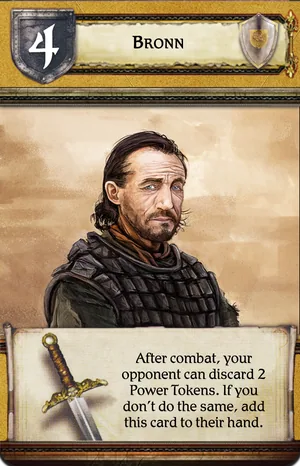 4
Bronn
After combat, your
opponent can discard 2
Power Tokens. If you
don't do the same, add
this card to their hand.